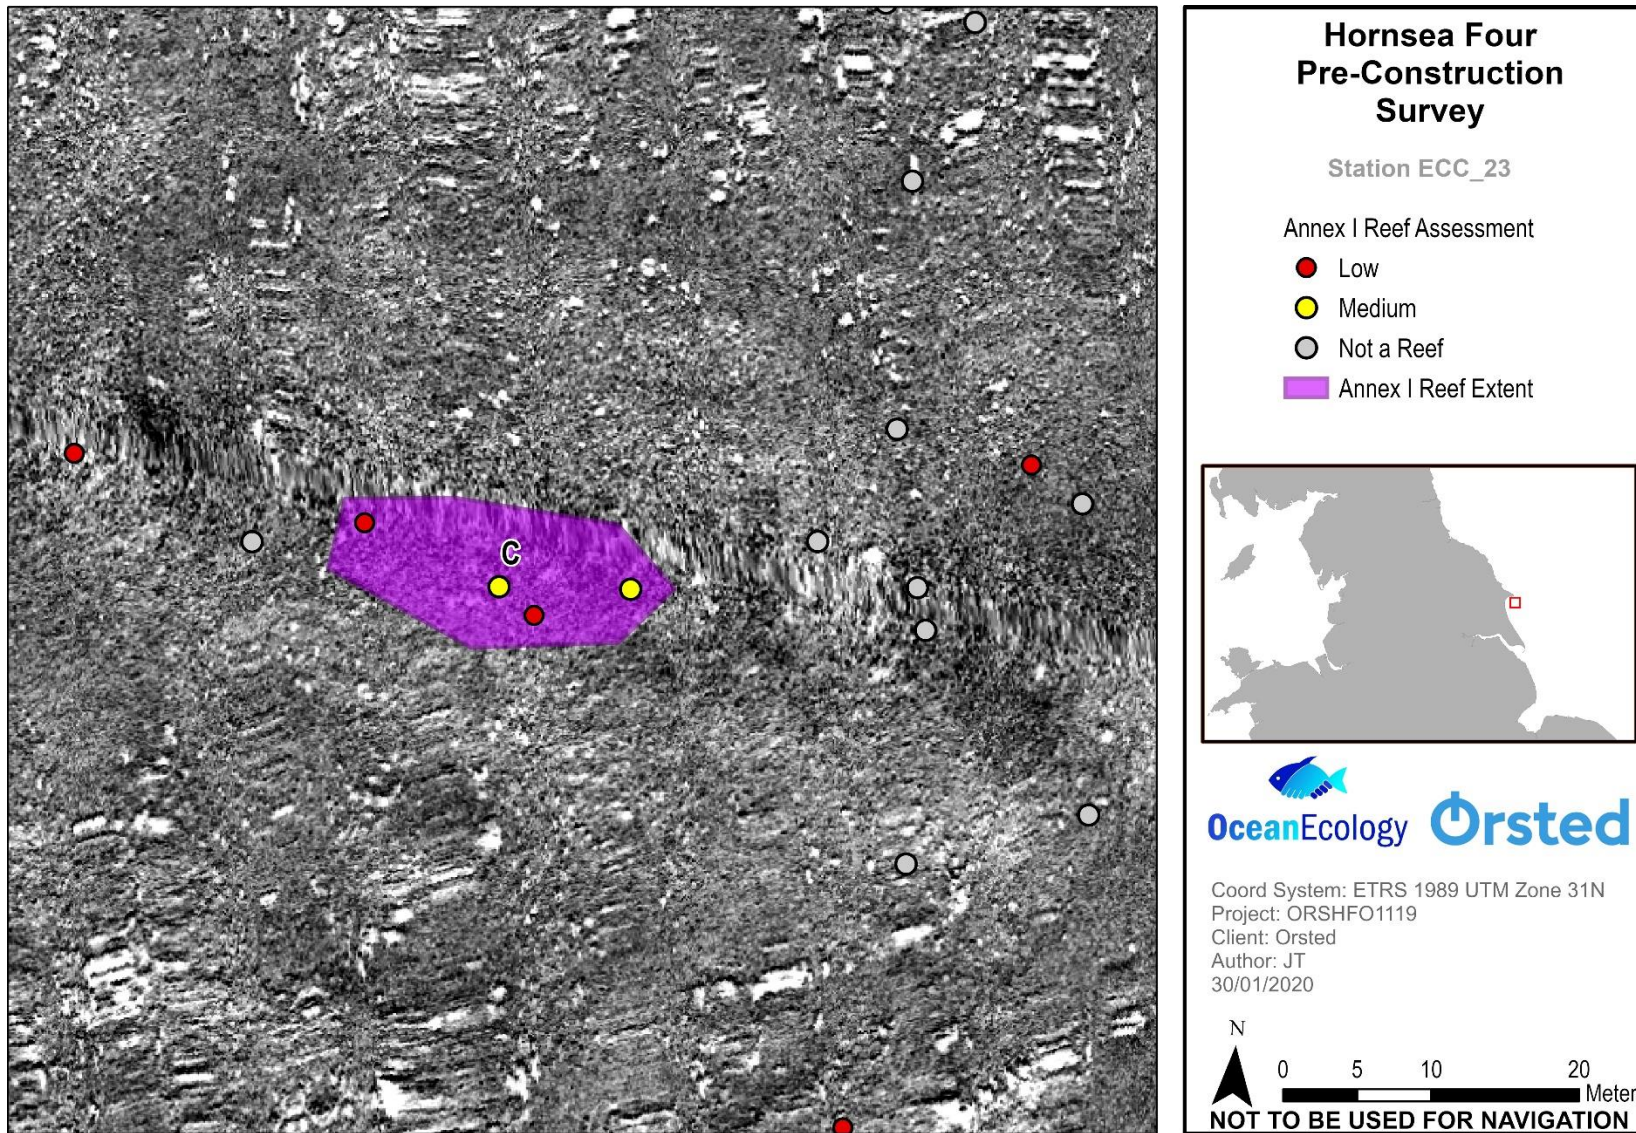 C
Hornsea Four
Pre-Construction
Survey
Station ECC_23
Annex I Reef Assessment
Low
Medium
Not a Reef
Annex I Reef Extent
OceanEcology
Orsted
Coord System: ETRS 1989 UTM Zone 31N
Project: ORSHFO1119
Client: Orsted
Author: JT
30/01/2020
N
0 5 10 20
Meter
NOT TO BE USED FOR NAVIGATION